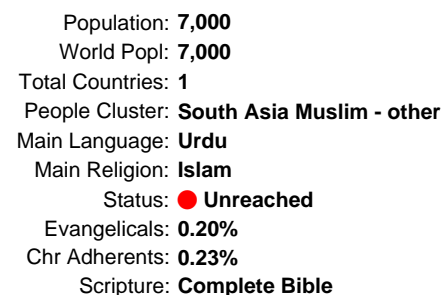 Population: 7,000
World Popl: 7,000
Total Countries: 1
People Cluster: South Asia Muslim - other
Main Language: Urdu
Main Religion: Islam
Status: Unreached
Evangelicals: 0.20%
Chr Adherents: 0.23%
Scripture: Complete Bible